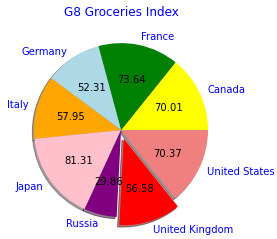 G8 Groceries Index
France
Germany
73.64
52.31
Canada
70.01
Italy
57.95
81.31
70.37
29.86
56.58
United States
Japan
Russia
United Kingdom